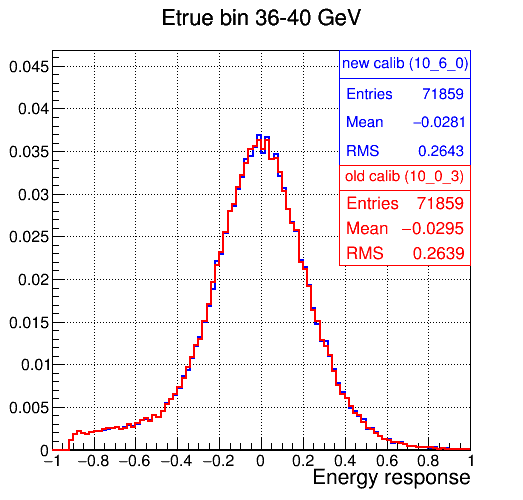 Etrue bin 36-40 GeV
new calib (10_6_0)
Entries 71859
Mean −0.0281
RMS 0.2643
old calib (10_0_3)
Entries 71859
Mean −0.0295
RMS 0.2639
0.045
0.04
0.035
0.03
0.025
0.02
0.015
0.01
0.005
0
−1 −0.8 −0.6 −0.4 −0.2 0 0.2 0.4 0.6 0.8 1
Energy response